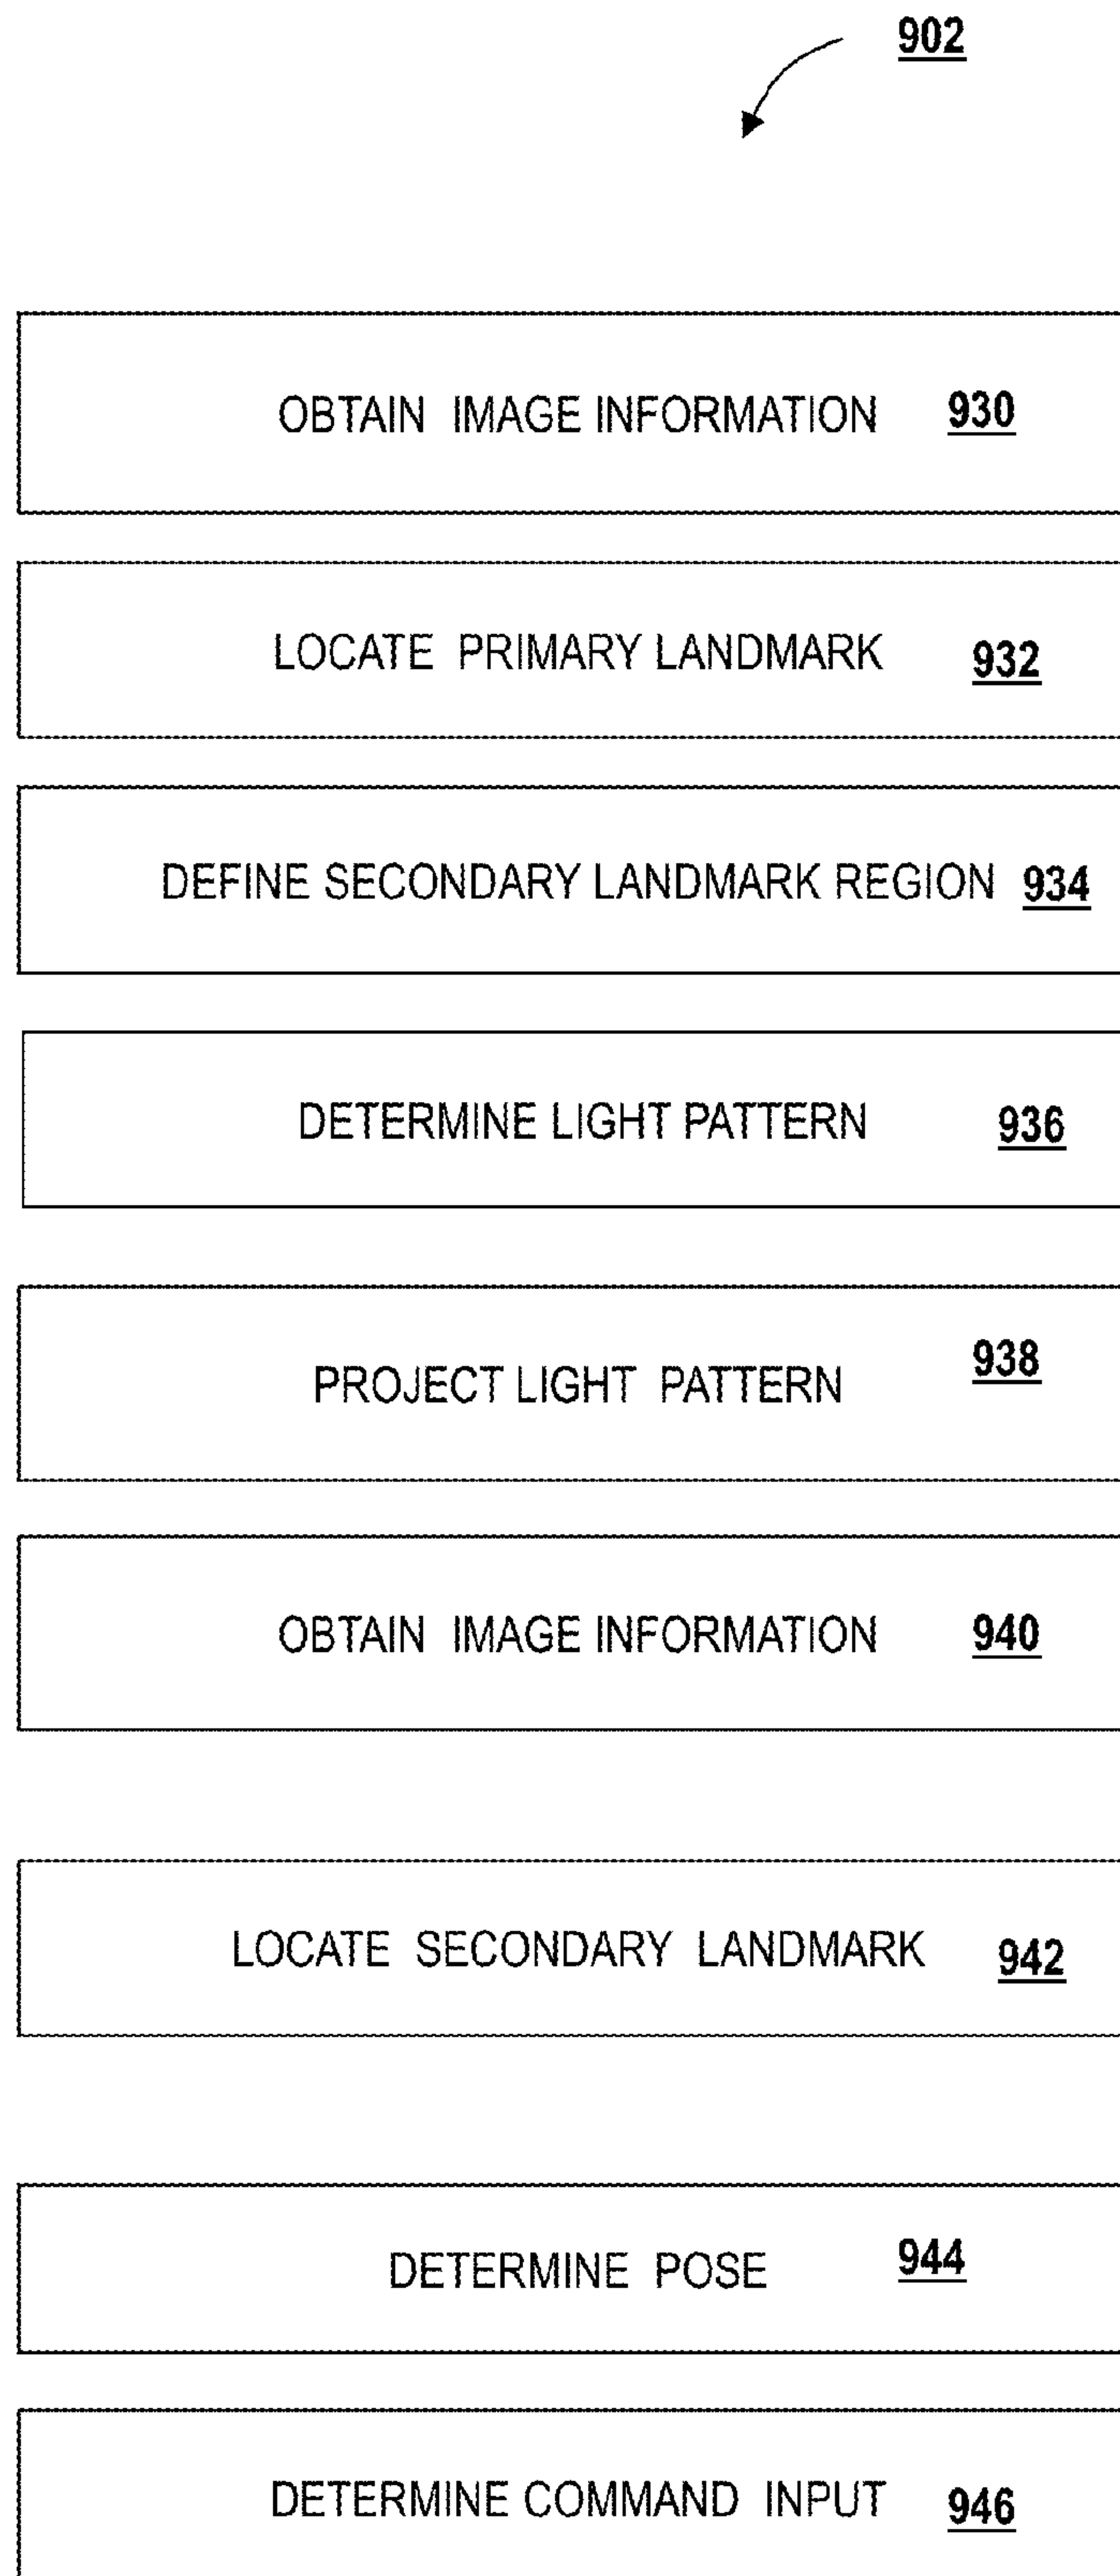 902
OBTAIN IMAGE INFORMATION 930
LOCATE PRIMARY LANDMARK 932
DEFINE SECONDARY LANDMARK REGION 934
DETERMINE LIGHT PATTERN 936
PROJECT LIGHT PATTERN 938
OBTAIN IMAGE INFORMATION 940
LOCATE SECONDARY LANDMARK 942
DETERMINE POSE 944
DETERMINE COMMAND INPUT 946